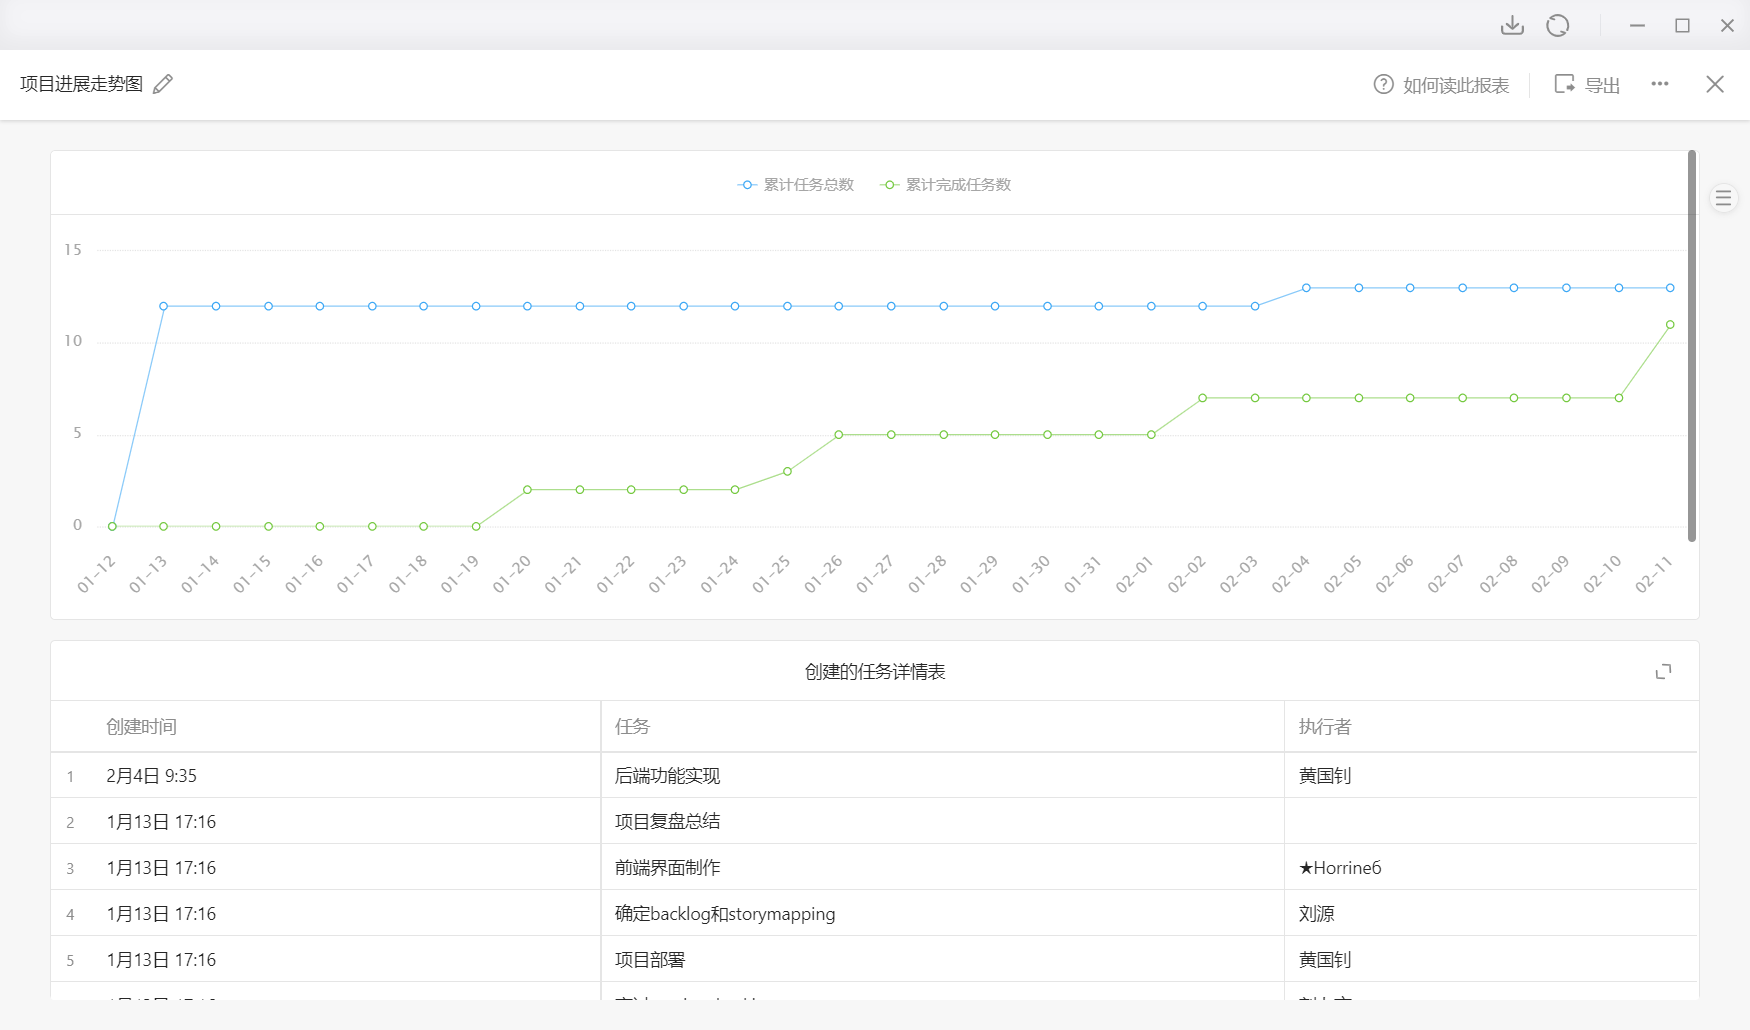 项目进展走势图
如何读此报表
导出
累计任务总数 累计完成任务数
15
10
5
0
01-12 01-13 01-14 01-15 01-16 01-17 01-18 01-19 01-20 01-21 01-22 01-23 01-24 01-25 01-26 01-27 01-28 01-29 01-30 01-31 02-01 02-02 02-03 02-04 02-05 02-06 02-07 02-08 02-09 02-10 02-11
创建的任务详情表
创建时间 任务 执行者
1 2月4日 9:35 后端功能实现 黄国钊
2 1月13日 17:16 项目复盘总结
3 1月13日 17:16 前端界面制作 ★Horrine6
4 1月13日 17:16 确定backlog和storymapping 刘源
5 1月13日 17:16 项目部署 黄国钊